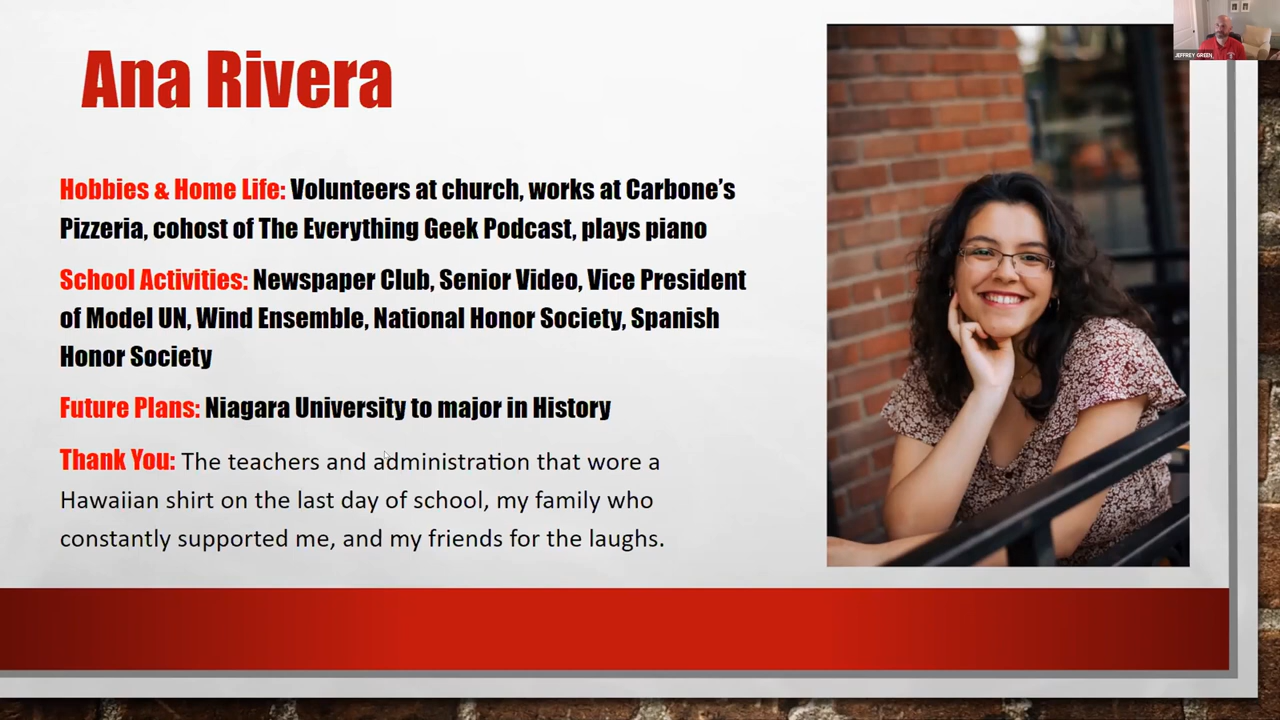 Ana Rivera
JEFFREY GREEN
Hobbies & Home Life: Volunteers at church, works at Carbone’s
Pizzeria, cohost of The Everything Geek Podcast, plays piano
School Activities: Newspaper Club, Senior Video, Vice President
of Model UN, Wind Ensemble, National Honor Society, Spanish
Honor Society
Future Plans: Niagara University to major in History
Thank You: The teachers and administration that wore a
Hawaiian shirt on the last day of school, my family who
constantly supported me, and my friends for the laughs.